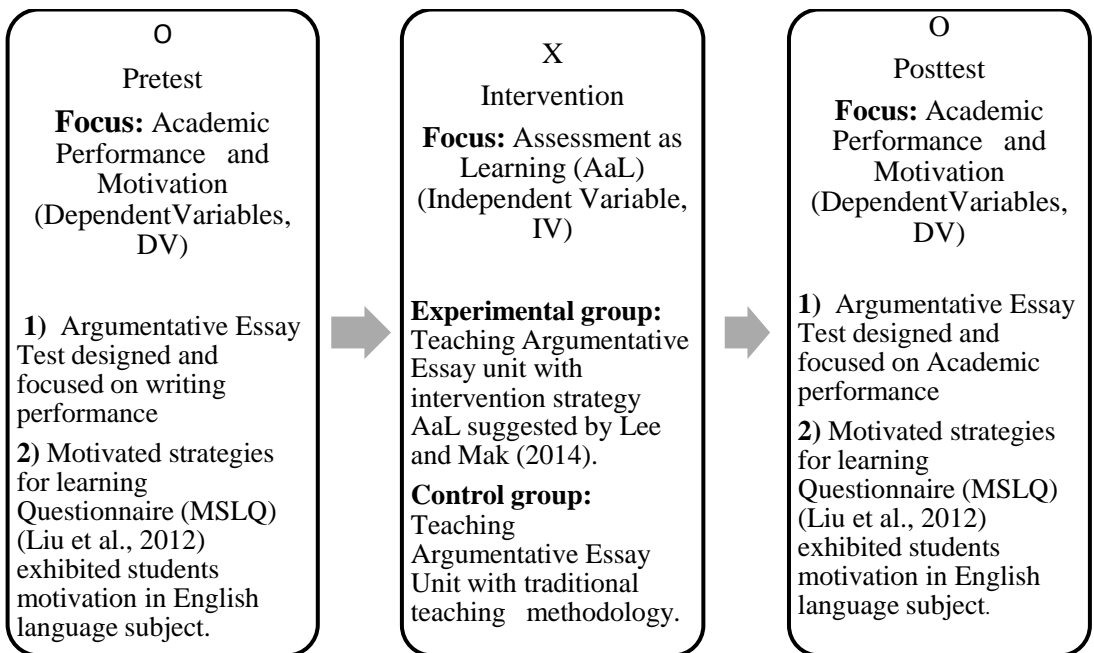 O
Pretest
Focus: Academic
Performance and
Motivation
(DependentVariables,
DV)
1) Argumentative Essay
Test designed and
focused on writing
performance
2) Motivated strategies
for learning
Questionnaire (MSLQ)
(Liu et al., 2012)
exhibited students
motivation in English
language subject.
X
Intervention
Focus: Assessment as
Learning (AaL)
(Independent Variable,
IV)
Experimental group:
Teaching Argumentative
Essay unit with
intervention strategy
AaL suggested by Lee
and Mak (2014).
Control group:
Teaching
Argumentative Essay
Unit with traditional
teaching methodology.
O
Posttest
Focus: Academic
Performance and
Motivation
(DependentVariables,
DV)
1) Argumentative Essay
Test designed and
focused on Academic
performance
2) Motivated strategies
for learning
Questionnaire (MSLQ)
(Liu et al., 2012)
exhibited students
motivation in English
language subject.